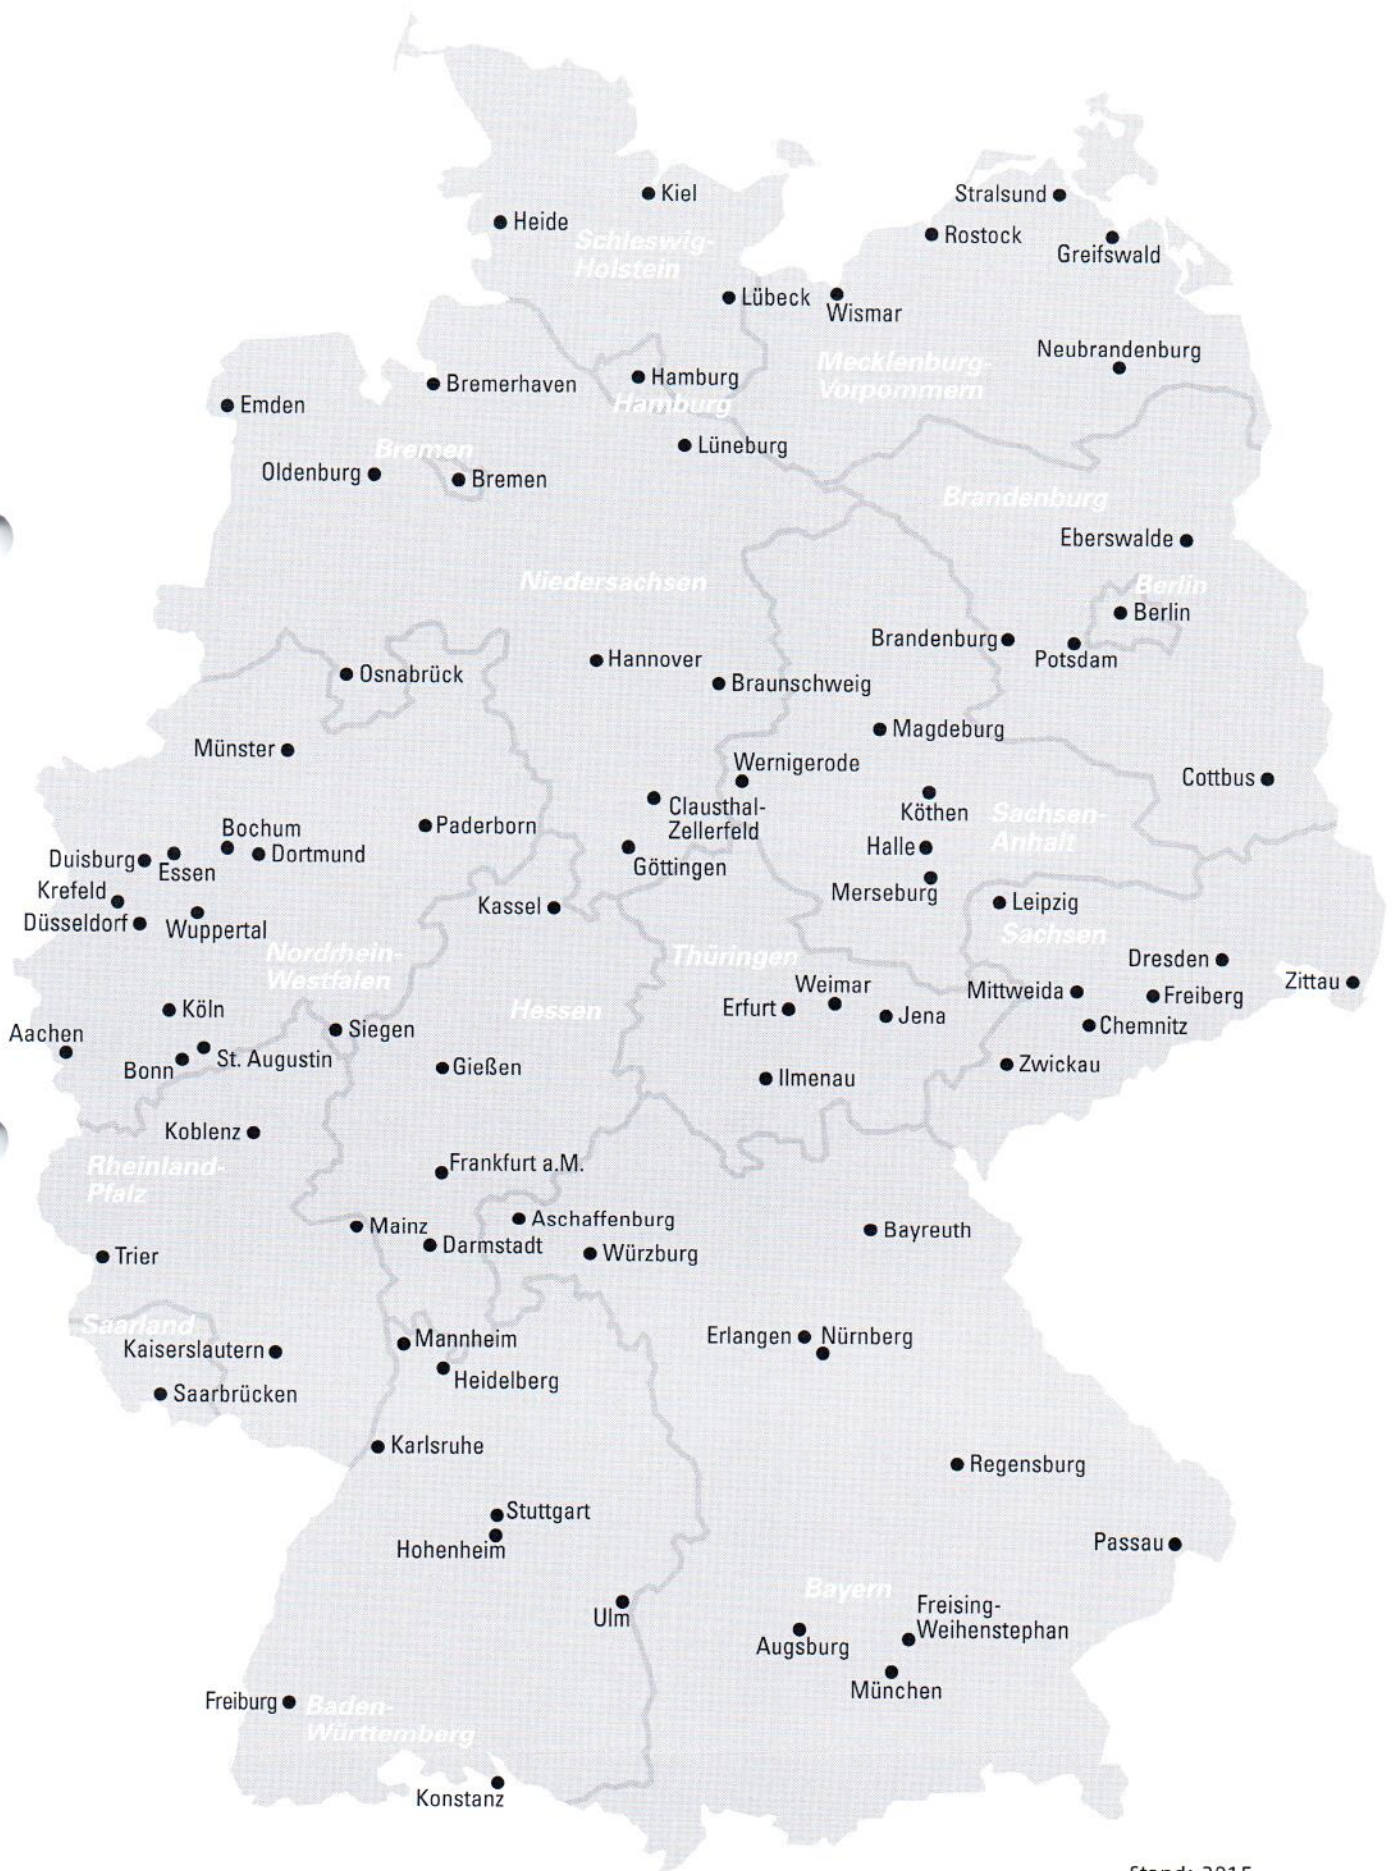 Kiel
Stralsund
Heide
Rostock
Schleswig-
Holstein
Greifswald
Lübeck
Wismar
Neubrandenburg
Mecklenburg-
Vorpommern
Hamburg
Bremerhaven
Hamburg
Emden
Lüneburg
Bremen
Oldenburg
Bremen
Brandenburg
Eberswalde
Niedersachsen
Berlin
Berlin
Brandenburg
Potsdam
Hannover
Osnabrück
Braunschweig
Magdeburg
Münster
Wernigerode
Cottbus
Clausthal-
Zellerfeld
Köthen
Sachsen-
Anhalt
Paderborn
Bochum
Dortmund
Halle
Duisburg
Essen
Göttingen
Krefeld
Merseburg
Leipzig
Kassel
Düsseldorf
Wuppertal
Sachsen
Nordrhein-
Westfalen
Thüringen
Dresden
Zittau
Weimar
Mittweida
Freiberg
Köln
Hessen
Erfurt
Jena
Chemnitz
Aachen
Siegen
St. Augustin
Bonn
Gießen
Zwickau
Ilmenau
Koblenz
Frankfurt a.M.
Rheinland-
Pfalz
Mainz
Aschaffenburg
Bayreuth
Darmstadt
Würzburg
Trier
Saarland
Mannheim
Erlangen
Nürnberg
Kaiserslautern
Heidelberg
Saarbrücken
Karlsruhe
Regensburg
Stuttgart
Hohenheim
Passau
Bayern
Ulm
Freising-
Weihenstephan
Augsburg
München
Freiburg
Baden-
Württemberg
Konstanz
Stand: 2015